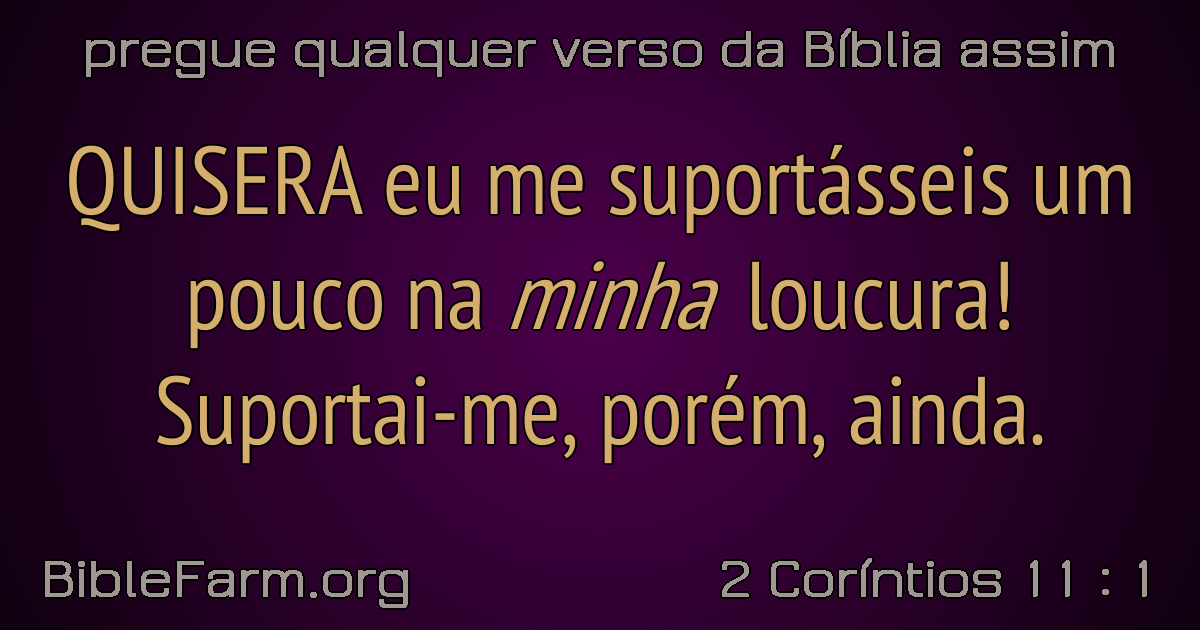 pregue qualquer verso da Bíblia assim
QUISERA eu me suportásseis um
pouco na minha loucura!
Suportai-me, porém, ainda.
BibleFarm.org
2 Coríntios 11 : 1